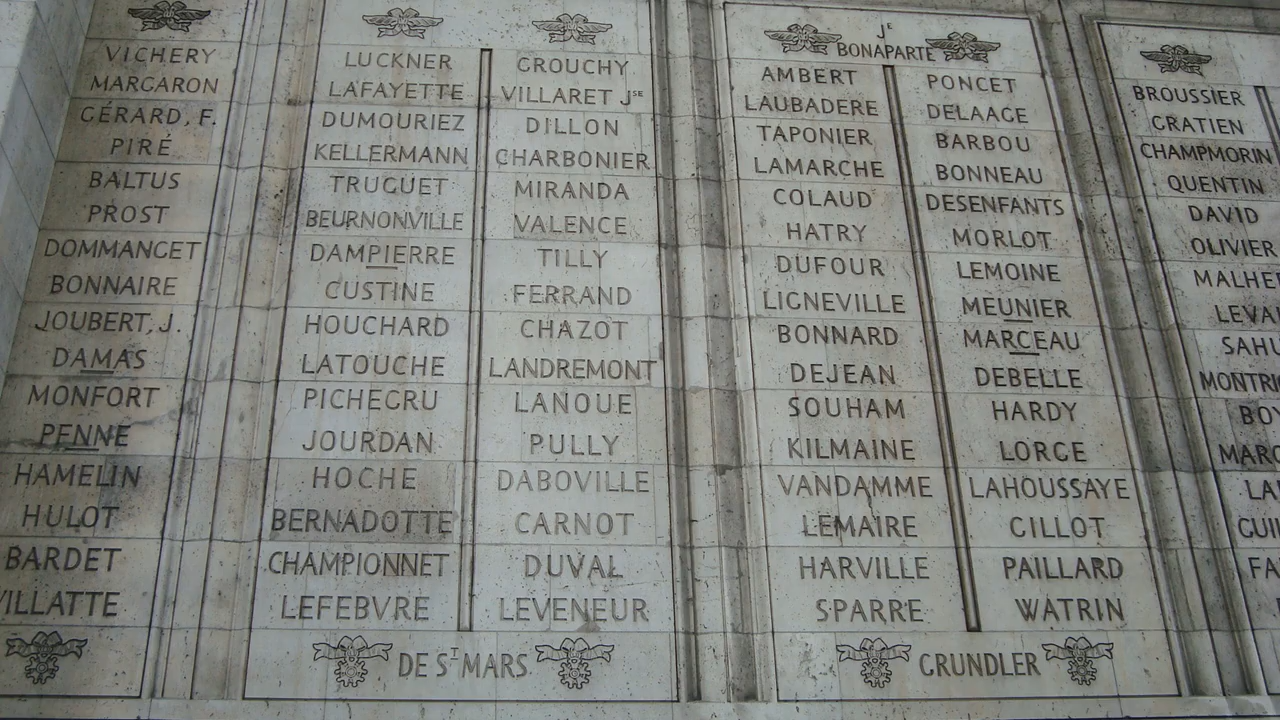 VICHERY
MARGARON
GÉRARD, F.
PIRÉ
BALTUS
PROST
DOMMANGET
BONNAIRE
JOUBERT, J.
DAMAS
MONFORT
PENNE
HAMELIN
HULOT
BARDET
VILLATTE
LUCKNER
LAFAYETTE
DUMOURIEZ
KELLERMANN
TRUGUET
BEURNONVILLE
DAMPIERRE
CUSTINE
HOUCHARD
LATOUCHE
PICHEGRU
JOURDAN
HOCHE
BERNADOTTE
CHAMPIONNET
LEFEBVRE
GROUCHY
VILLARET JSE
DILLON
CHARBONIER
MIRANDA
VALENCE
TILLY
FERRAND
CHAZOT
LANDREMONT
LANOUE
PULLY
DABOVILLE
CARNOT
DUVAL
LEVENEUR
DE ST MARS
JE
BONAPARTE
AMBERT
LAUBADERE
TAPONIER
LAMARCHE
COLAUD
HATRY
DUFOUR
LIGNEVILLE
BONNARD
DEJEAN
SOUHAM
KILMAINE
VANDAMME
LEMAIRE
HARVILLE
SPARRE
PONCET
DELAAGE
BARBOU
BONNEAU
DESENFANTS
MORLOT
LEMOINE
MEUNIER
MARCEAU
DEBELLE
HARDY
LORGE
LAHOUSSAYE
GILLOT
PAILLARD
WATRIN
GRUNDLER
BROUSSIER
GRATIEN
CHAMPMORIN
QUENTIN
DAVID
OLIVIER